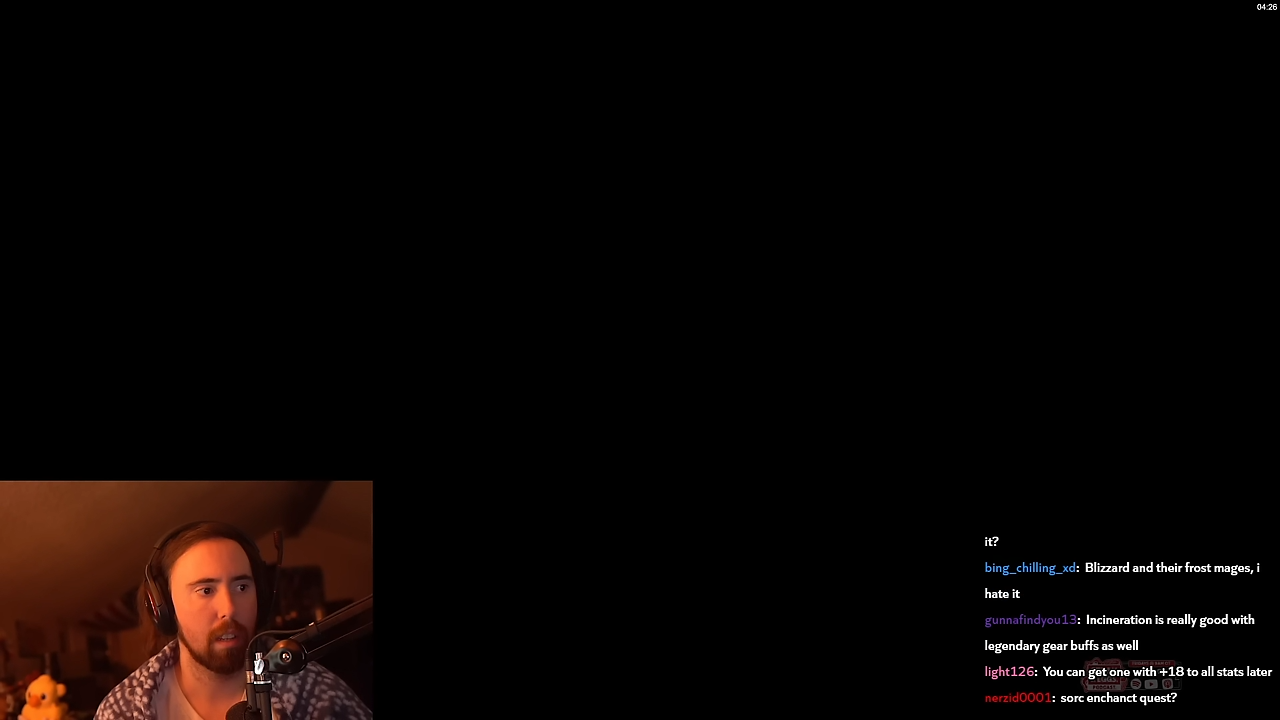 04:26
it?
bing_chilling_xd: Blizzard and their frost mages, i
hate it
gunnafindyou13: Incineration is really good with
legendary gear buffs as well
light126: You can get one with +18 to all stats later
nerzid0001: sorc enchanct quest?